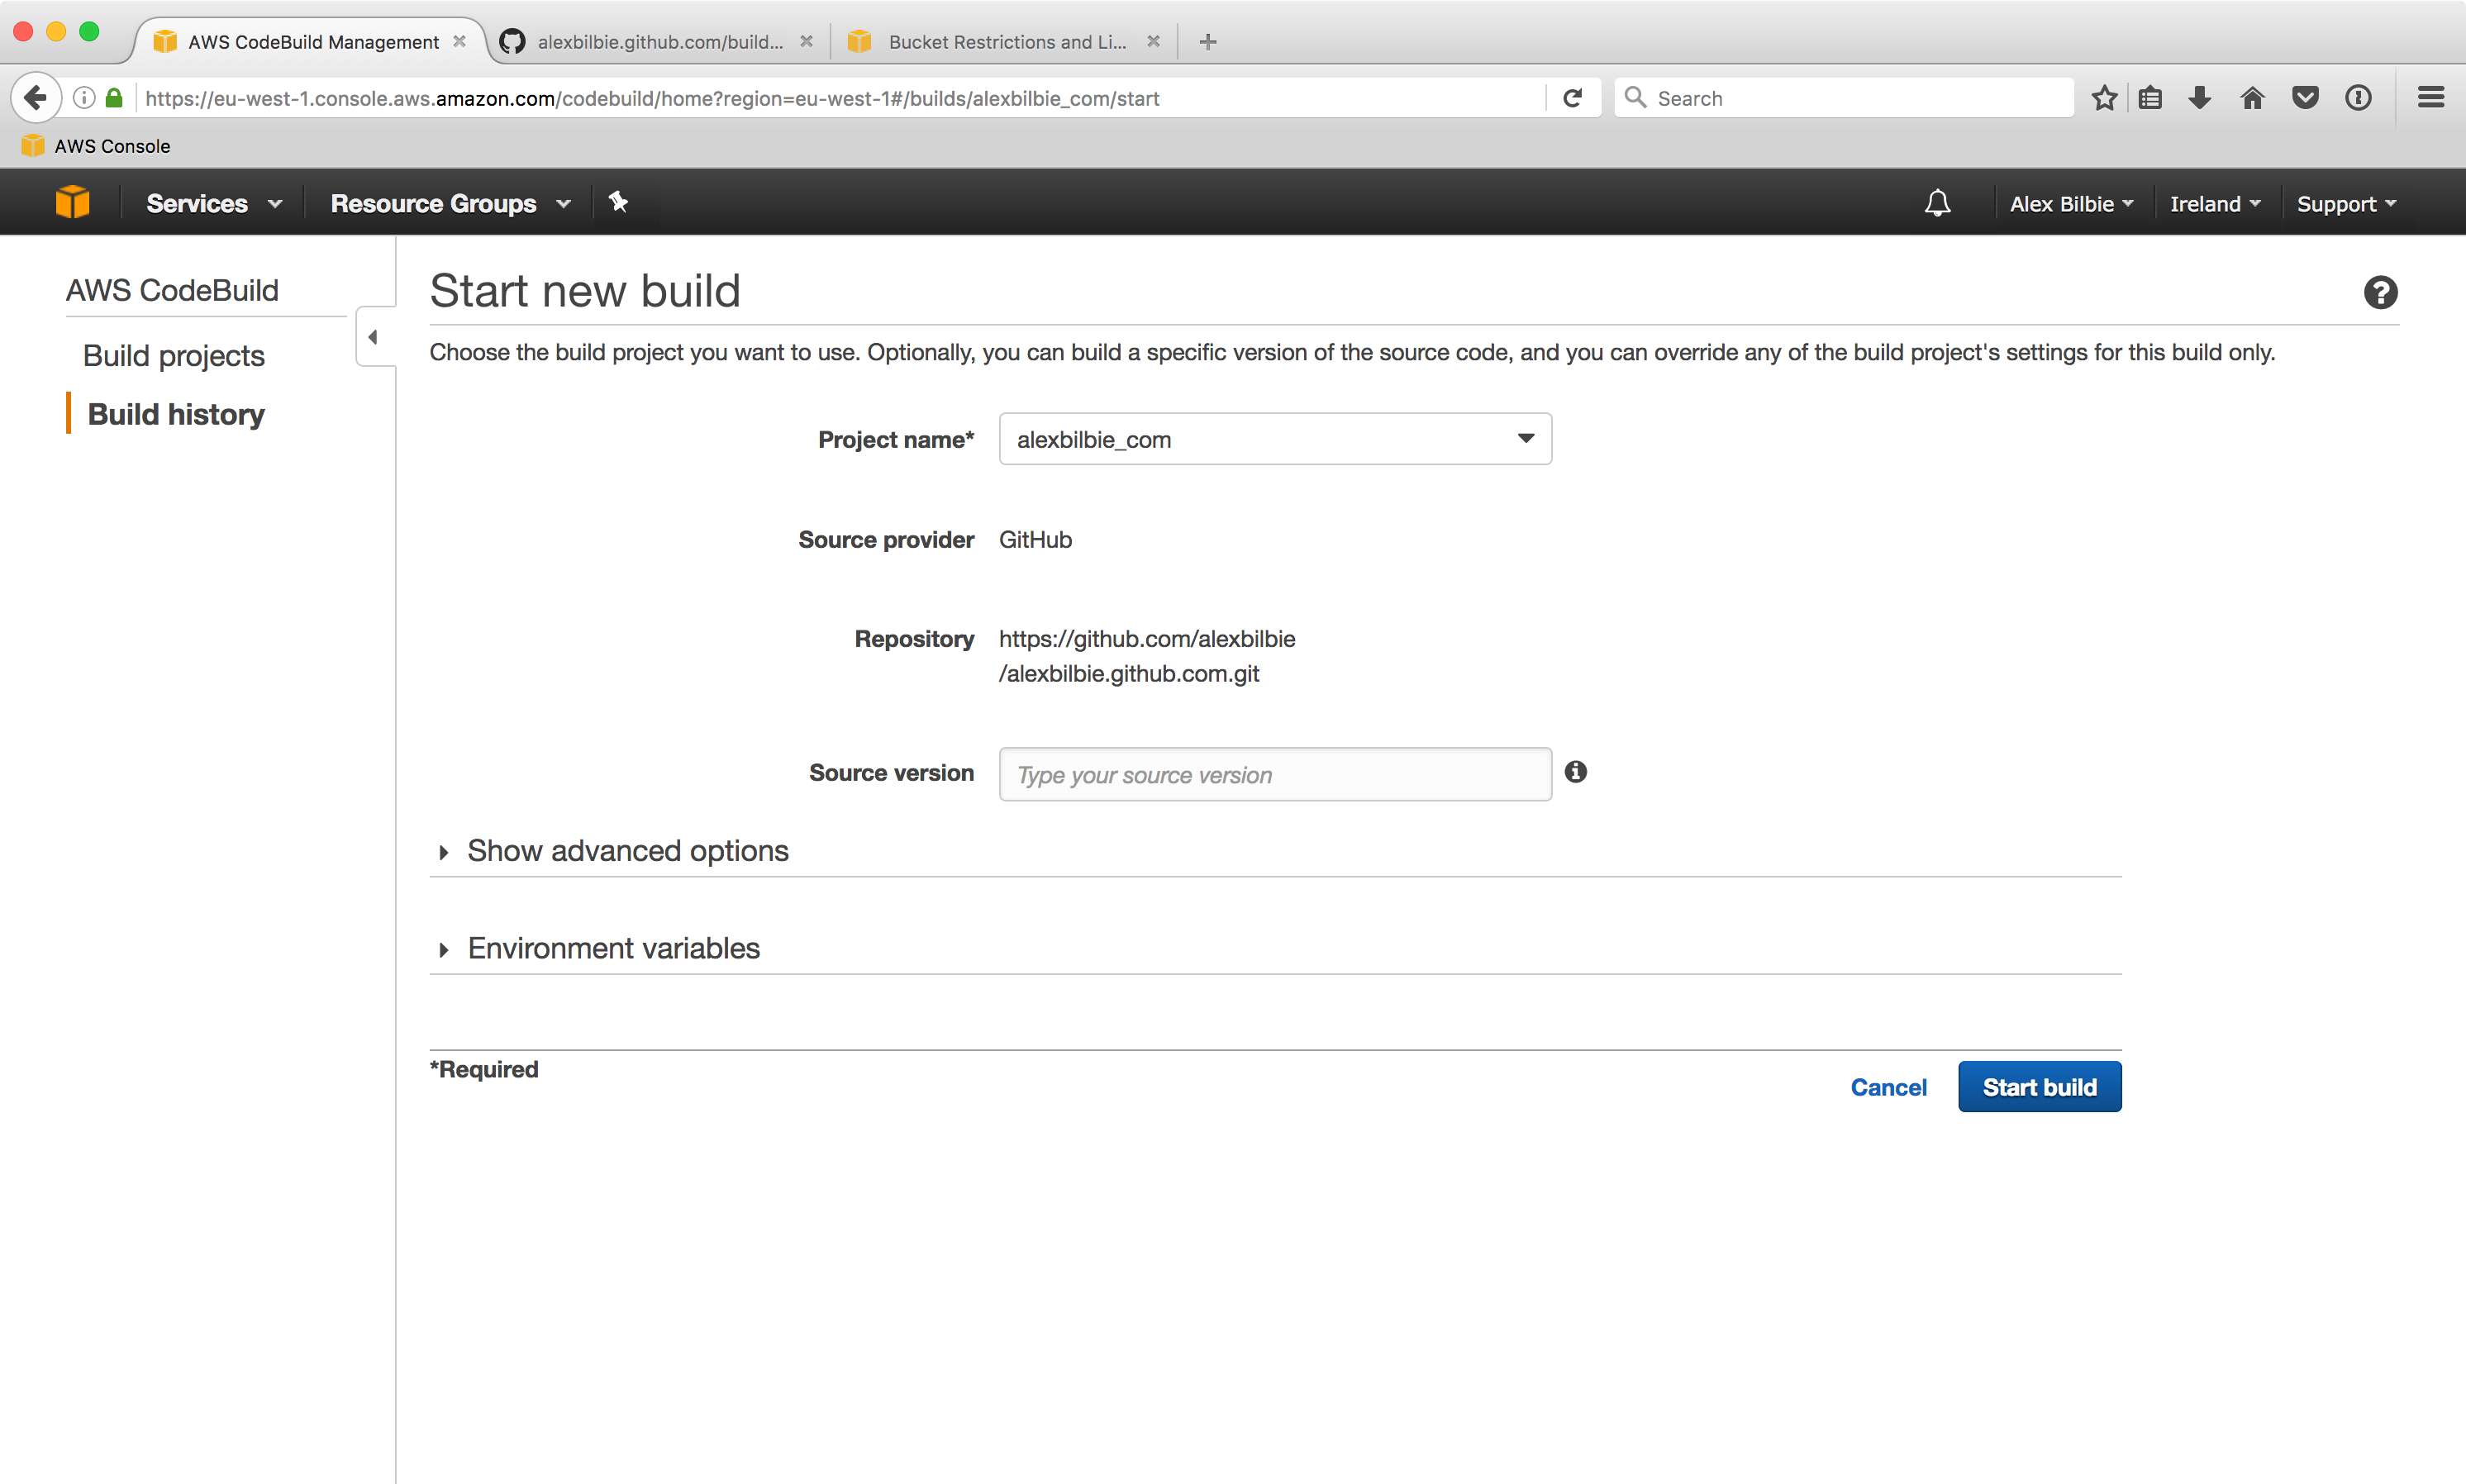 AWS CodeBuild Management
alexbilbie.github.com/build...
Bucket Restrictions and Li...
https://eu-west-1.console.aws.amazon.com/codebuild/home?region=eu-west-1#/builds/alexbilbie_com/start
Search
AWS Console
Services
Resource Groups
Alex Bilbie
Ireland
Support
AWS CodeBuild
Build projects
Build history
Start new build
Choose the build project you want to use. Optionally, you can build a specific version of the source code, and you can override any of the build project's settings for this build only.
Project name* alexbilbie_com
Source provider GitHub
Repository https://github.com/alexbilbie
/alexbilbie.github.com.git
Source version Type your source version
Show advanced options
Environment variables
*Required
Cancel Start build